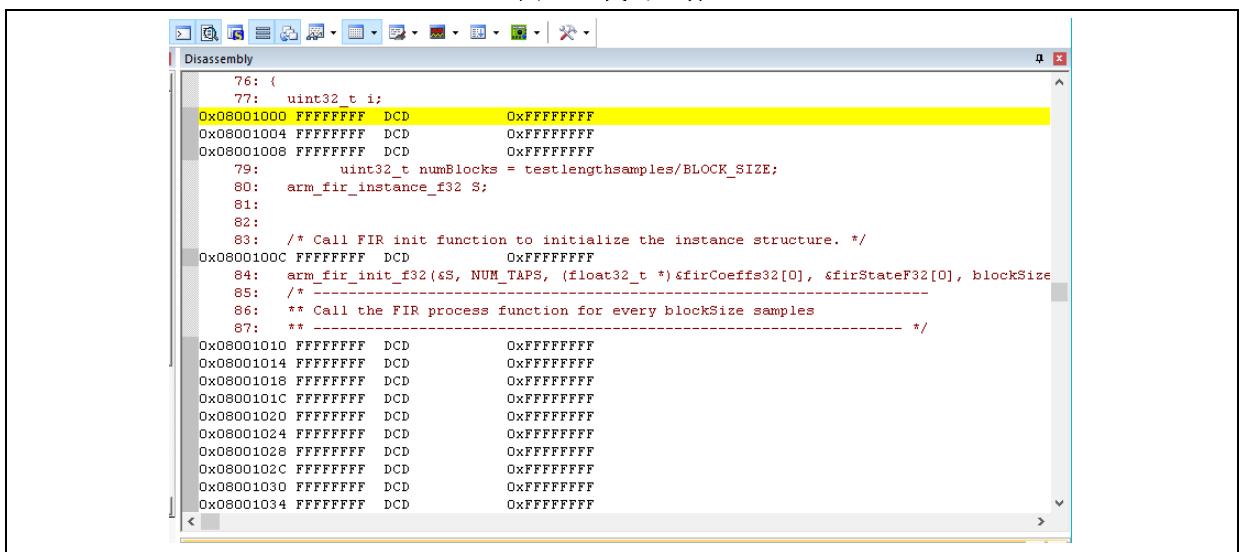 Disassembly
76: {
77: uint32_t i;
0x08001000 FFFFFFFF DCD 0xFFFFFFFF
0x08001004 FFFFFFFF DCD 0xFFFFFFFF
0x08001008 FFFFFFFF DCD 0xFFFFFFFF
79: uint32_t numBlocks = testlengthsamples/BLOCK_SIZE;
80: arm_fir_instance_f32 S;
81:
82:
83: /* Call FIR init function to initialize the instance structure. */
0x0800100C FFFFFFFF DCD 0xFFFFFFFF
84: arm_fir_init_f32(&S, NUM_TAPS, (float32_t *)&firCoeffs32[0], &firStateF32[0], blockSize
85: /* ----------------------------------------------------------------------
86: ** Call the FIR process function for every blockSize samples
87: ** ------------------------------------------------------------------- */
0x08001010 FFFFFFFF DCD 0xFFFFFFFF
0x08001014 FFFFFFFF DCD 0xFFFFFFFF
0x08001018 FFFFFFFF DCD 0xFFFFFFFF
0x0800101C FFFFFFFF DCD 0xFFFFFFFF
0x08001020 FFFFFFFF DCD 0xFFFFFFFF
0x08001024 FFFFFFFF DCD 0xFFFFFFFF
0x08001028 FFFFFFFF DCD 0xFFFFFFFF
0x0800102C FFFFFFFF DCD 0xFFFFFFFF
0x08001030 FFFFFFFF DCD 0xFFFFFFFF
0x08001034 FFFFFFFF DCD 0xFFFFFFFF